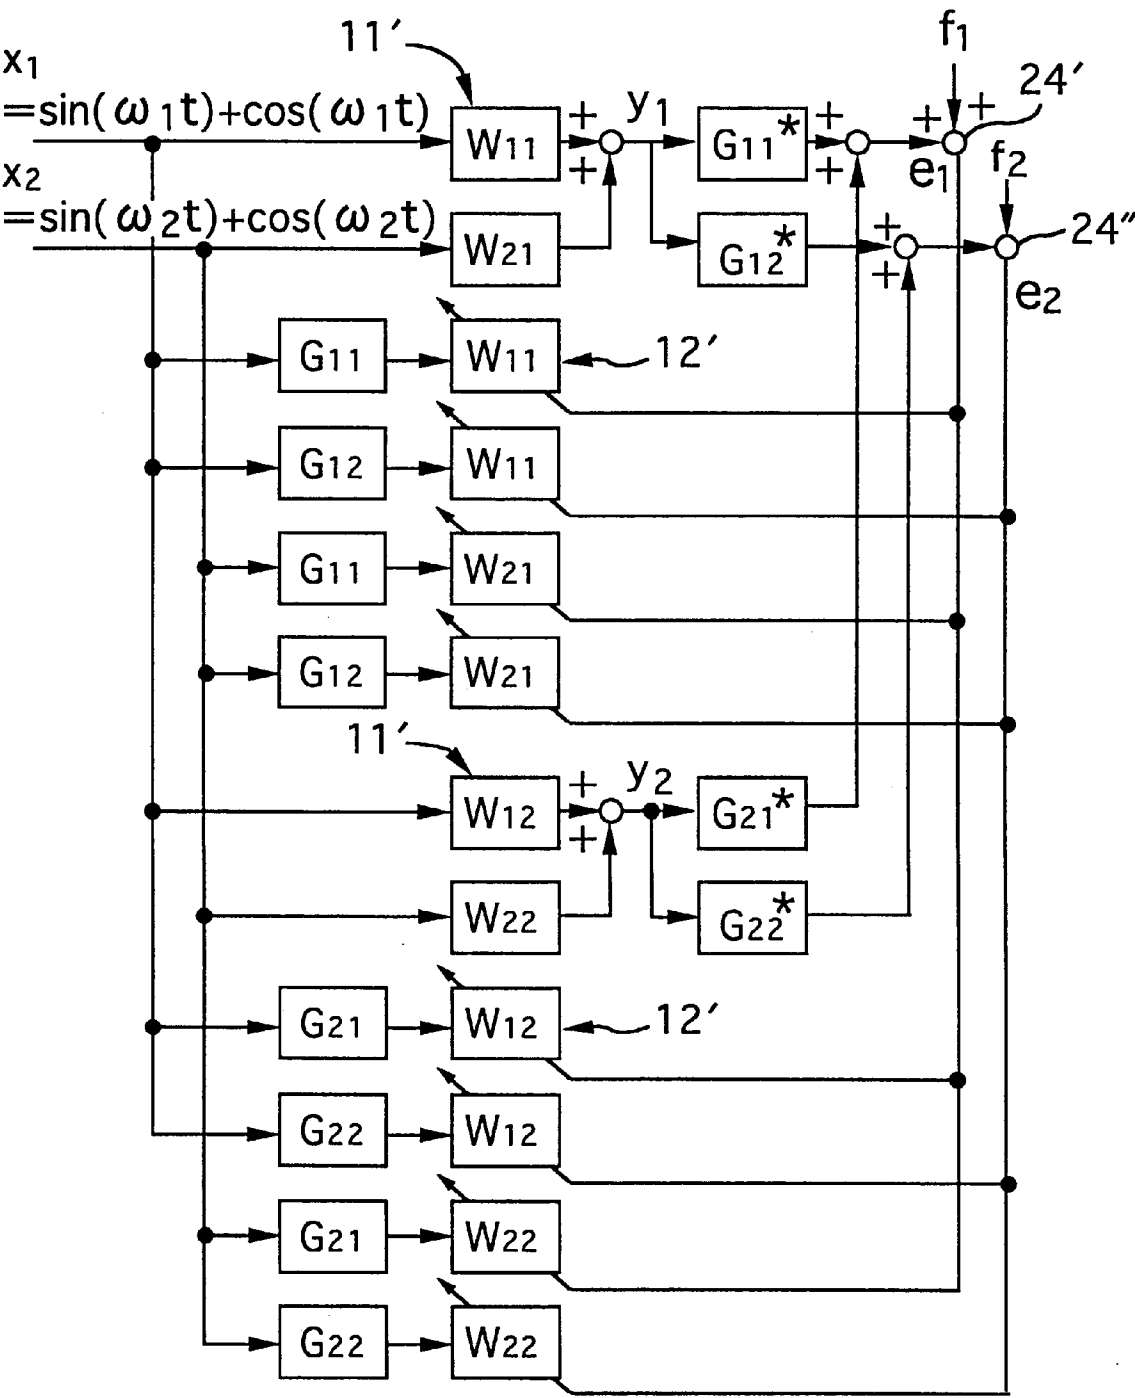 11′
f1
x1
=sin(ω1t)+cos(ω1t)
24′
W11
+
+
y1
G11*
+
+
+
+
e1
f2
x2
=sin(ω2t)+cos(ω2t)
W21
G12*
+
+
24″
e2
G11
W11
12′
G12
W11
G11
W21
G12
W21
11′
W12
+
+
y2
G21*
W22
G22*
G21
W12
12′
G22
W12
G21
W22
G22
W22